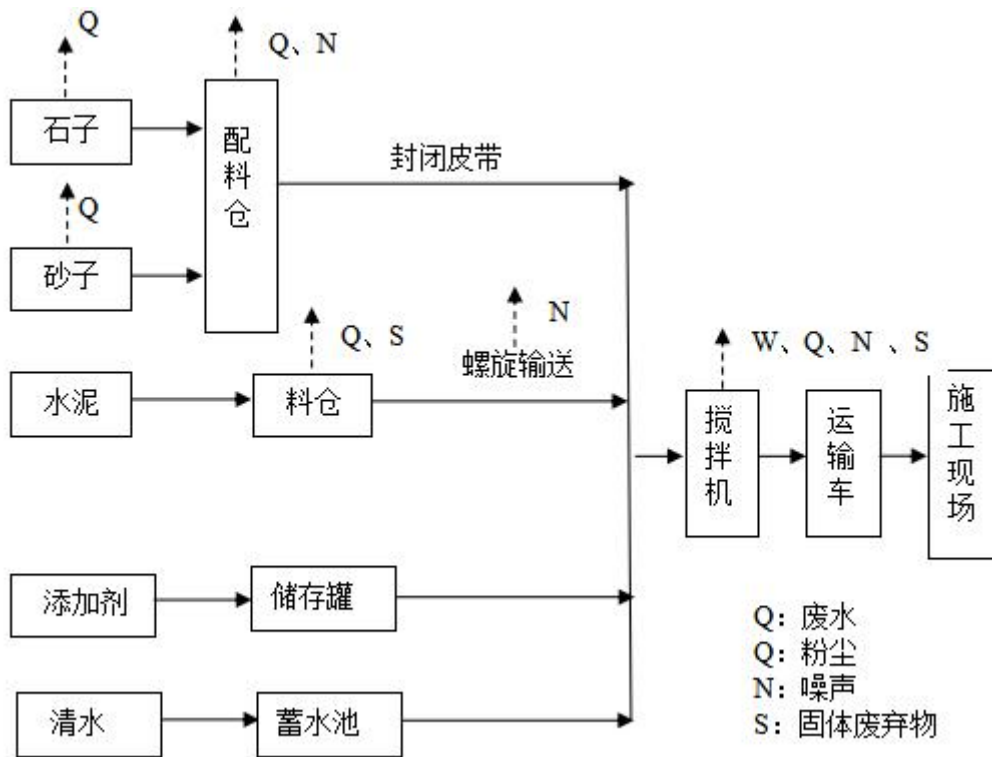 Q
Q、N
石子
配料仓
封闭皮带
Q
砂子
Q、S
N
螺旋输送
水泥
料仓
W、Q、N 、S
搅拌机
运输车
施工现场
添加剂
储存罐
清水
蓄水池
Q：废水
Q：粉尘
N：噪声
S：固体废弃物